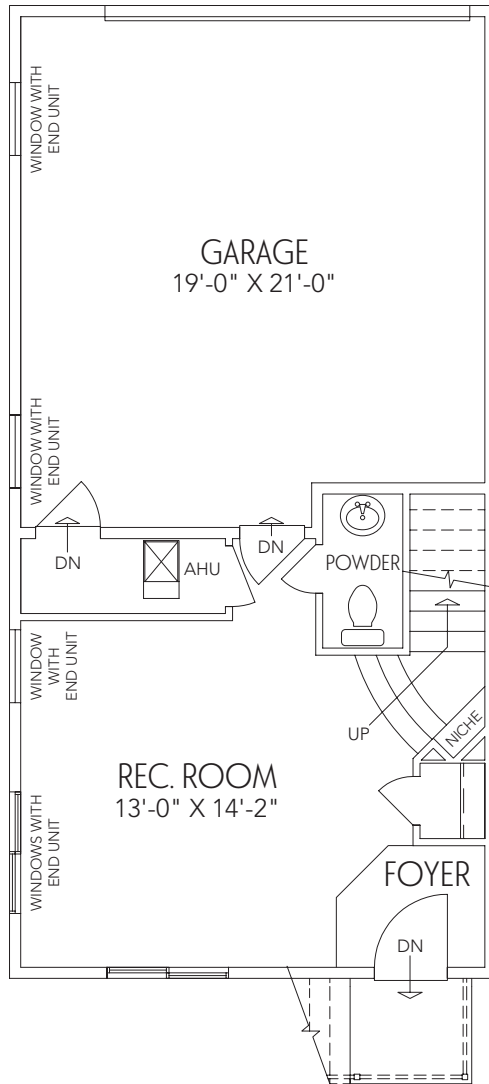 WINDOW WITH
END UNIT
GARAGE
19'-0" X 21'-0"
WINDOW WITH
END UNIT
DN
AHU
DN
POWDER
WINDOW
WITH
END UNIT
UP
NICHE
REC. ROOM
13'-0" X 14'-2"
WINDOWS WITH
END UNIT
FOYER
DN